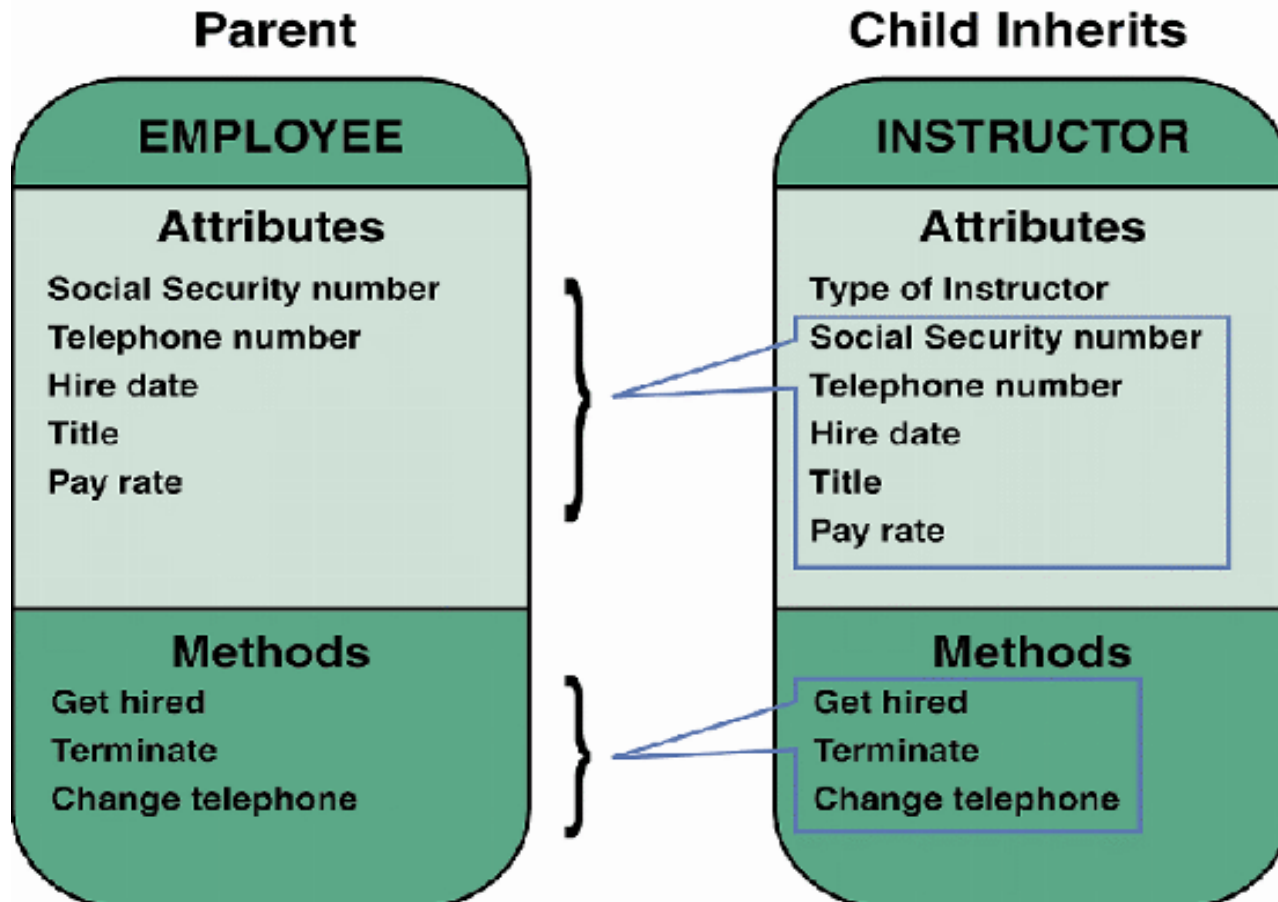 Parent
EMPLOYEE
Attributes
Social Security number
Telephone number
Hire date
Title
Pay rate
Methods
Get hired
Terminate
Change telephone
Child Inherits
INSTRUCTOR
Attributes
Type of Instructor
Social Security number
Telephone number
Hire date
Title
Pay rate
Methods
Get hired
Terminate
Change telephone